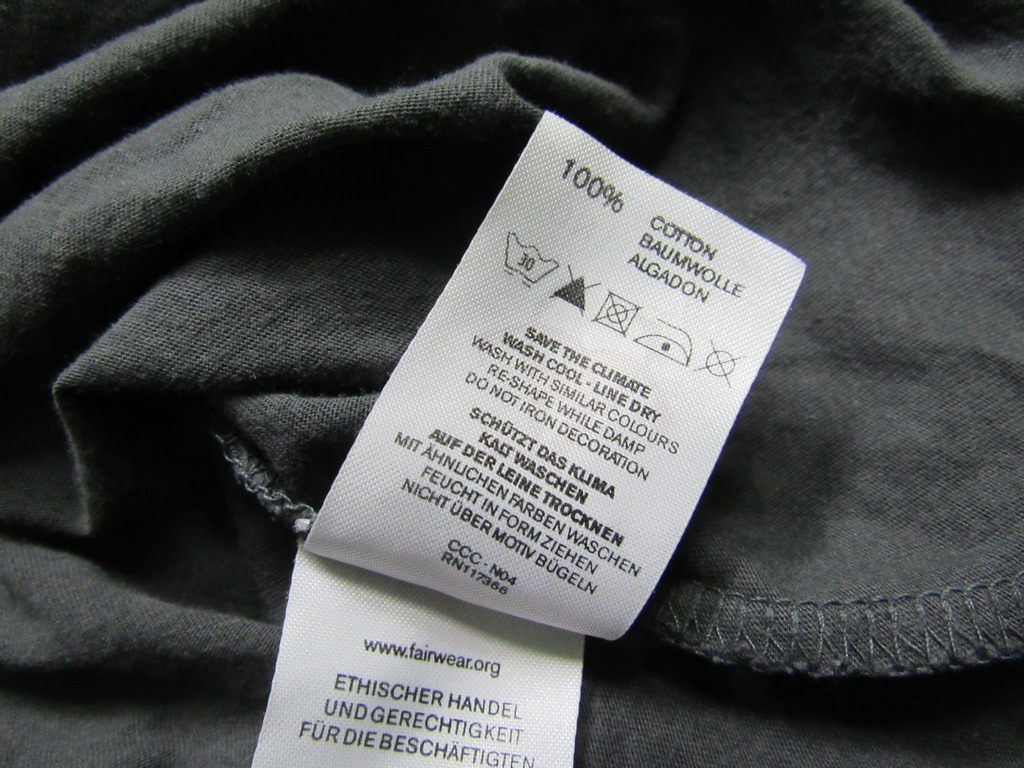 100%
COTTON
BAUMWOLLE
ALGADON
30
SAVE THE CLIMATE
WASH COOL - LINE DRY
WASH WITH SIMILAR COLOURS
RE-SHAPE WHILE DAMP
DO NOT IRON DECORATION
SCHÜTZT DAS KLIMA
KALT WASCHEN
AUF DER LEINE TROCKNEN
MIT ÄHNLICHEN FARBEN WASCHEN
FEUCHT IN FORM ZIEHEN
NICHT ÜBER MOTIV BÜGELN
CCC - N04
RN117366
www.fairwear.org
ETHISCHER HANDEL
UND GERECHTIGKEIT
FÜR DIE BESCHÄFTIGTEN